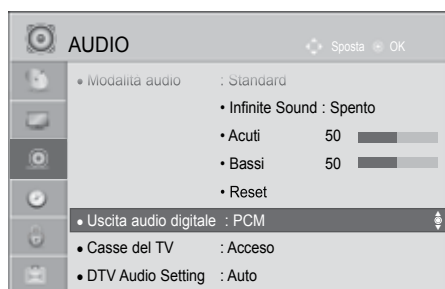 AUDIO
Sposta OK
• Modalità audio : Standard
• Infinite Sound : Spento
• Acuti 50
• Bassi 50
• Reset
• Uscita audio digitale : PCM
• Casse del TV : Acceso
• DTV Audio Setting : Auto